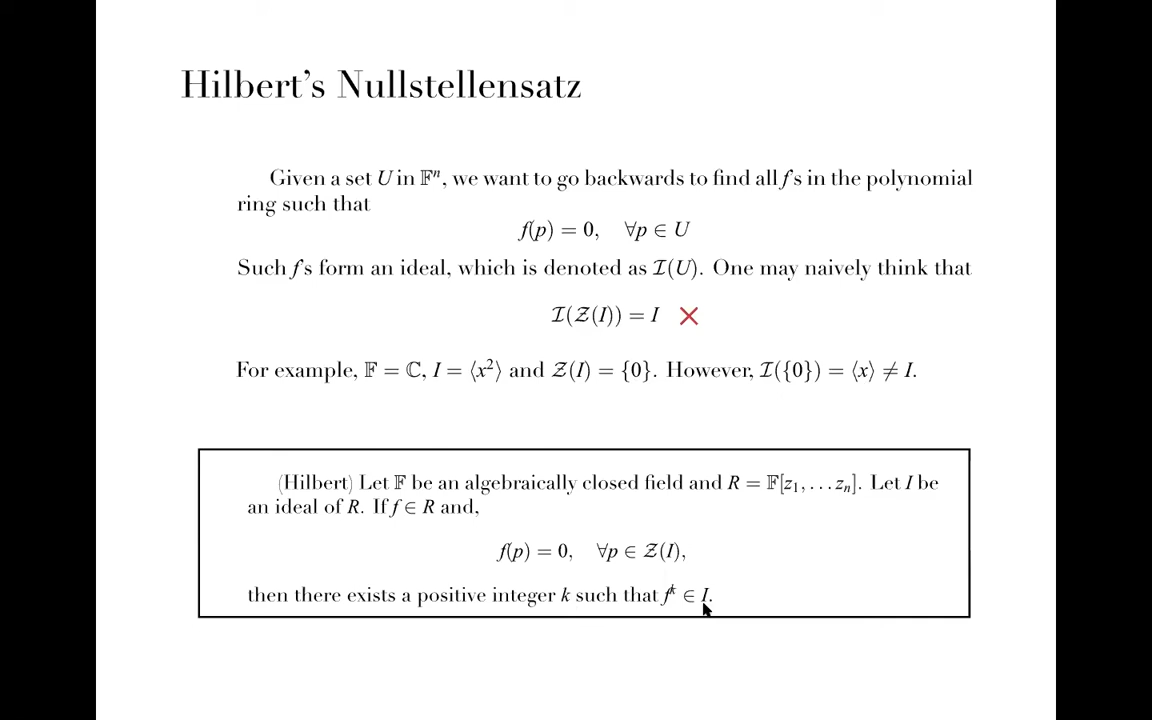 Hilbert's Nullstellensatz
Given a set U in 𝔽ⁿ, we want to go backwards to find all f's in the polynomial
ring such that
f(p) = 0, ∀p ∈ U
Such f's form an ideal, which is denoted as ℐ(U). One may naively think that
ℐ(𝒵(I)) = I ✕
For example, 𝔽 = ℂ, I = ⟨x²⟩ and 𝒵(I) = {0}. However, ℐ({0}) = ⟨x⟩ ≠ I.
(Hilbert) Let 𝔽 be an algebraically closed field and R = 𝔽[z₁, . . . zₙ]. Let I be
an ideal of R. If f ∈ R and,
f(p) = 0, ∀p ∈ 𝒵(I),
then there exists a positive integer k such that fᵏ ∈ I.